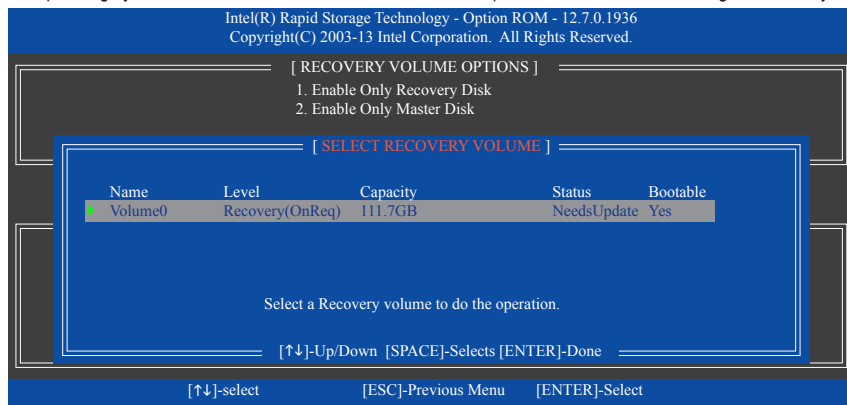 Intel(R) Rapid Storage Technology - Option ROM - 12.7.0.1936
Copyright(C) 2003-13 Intel Corporation. All Rights Reserved.
[ RECOVERY VOLUME OPTIONS ]
1. Enable Only Recovery Disk
2. Enable Only Master Disk
[ SELECT RECOVERY VOLUME ]
Name Level Capacity Status Bootable
Volume0 Recovery(OnReq) 111.7GB NeedsUpdate Yes
Select a Recovery volume to do the operation.
[↑↓]-Up/Down [SPACE]-Selects [ENTER]-Done
[↑↓]-select [ESC]-Previous Menu [ENTER]-Select